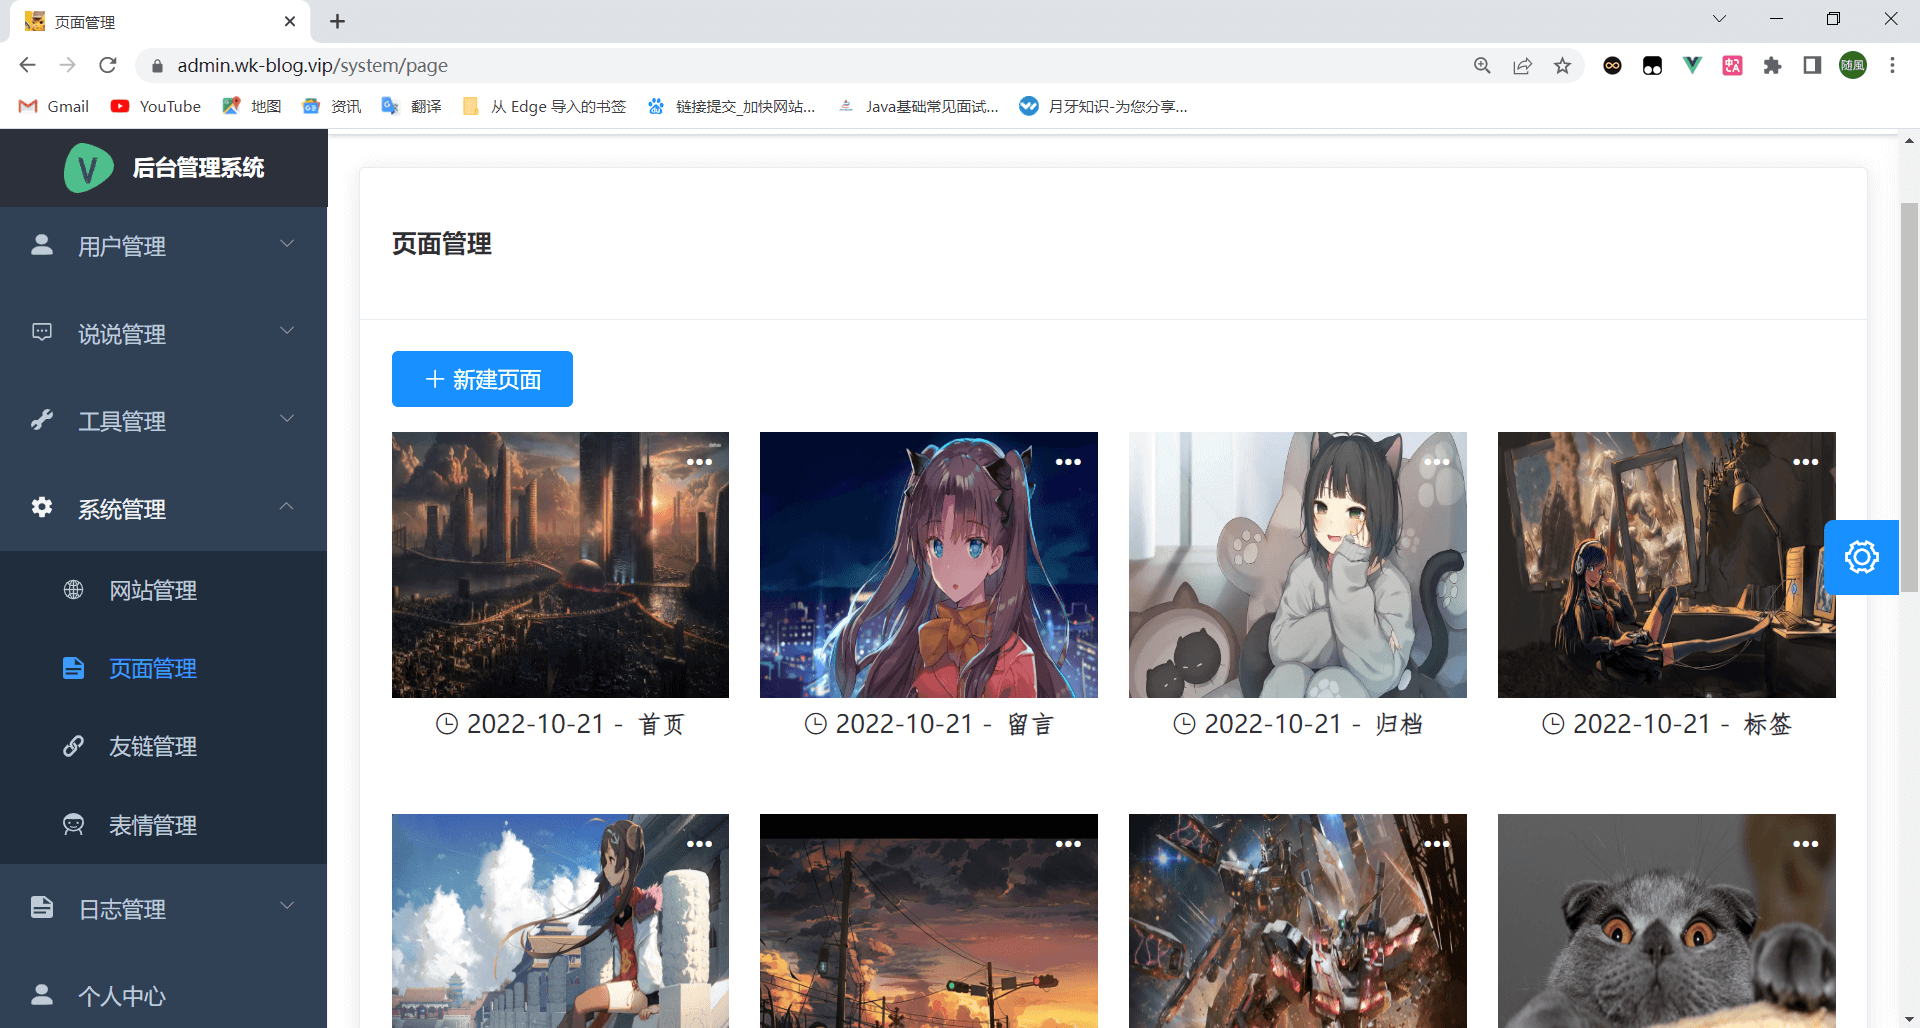 页面管理
admin.wk-blog.vip/system/page
随風
Gmail YouTube 地图 资讯 翻译 从 Edge 导入的书签 链接提交_加快网站... Java基础常见面试... 月牙知识-为您分享...
V 后台管理系统
用户管理
说说管理
工具管理
系统管理
网站管理
页面管理
友链管理
表情管理
日志管理
个人中心
页面管理
新建页面
2022-10-21 - 首页
2022-10-21 - 留言
2022-10-21 - 归档
2022-10-21 - 标签